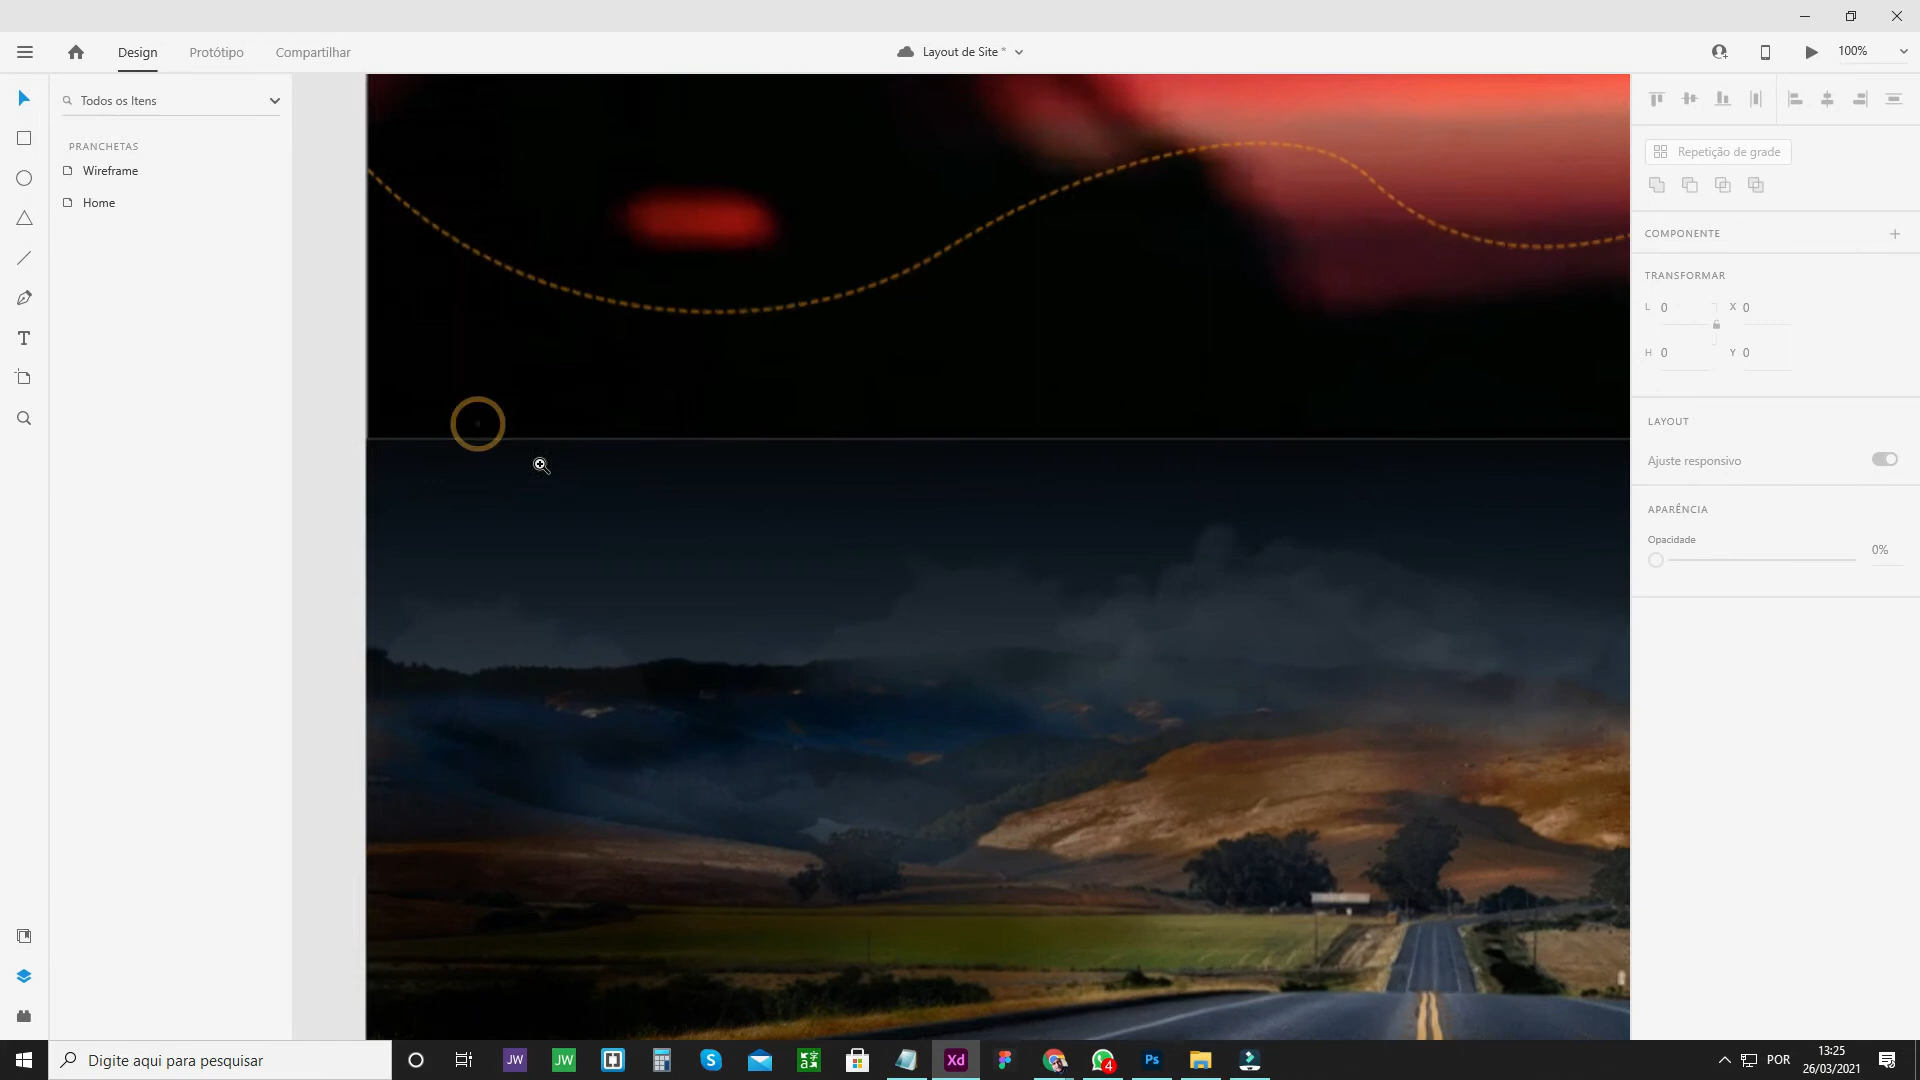 Design
Protótipo
Compartilhar
Layout de Site *
100%
Todos os Itens
PRANCHETAS
Wireframe
Home
Repetição de grade
COMPONENTE
TRANSFORMAR
L 0 X 0
H 0 Y 0
LAYOUT
Ajuste responsivo
APARÊNCIA
Opacidade
0%
Digite aqui para pesquisar
JW
JW
Xd
4
Ps
POR
13:25
26/03/2021